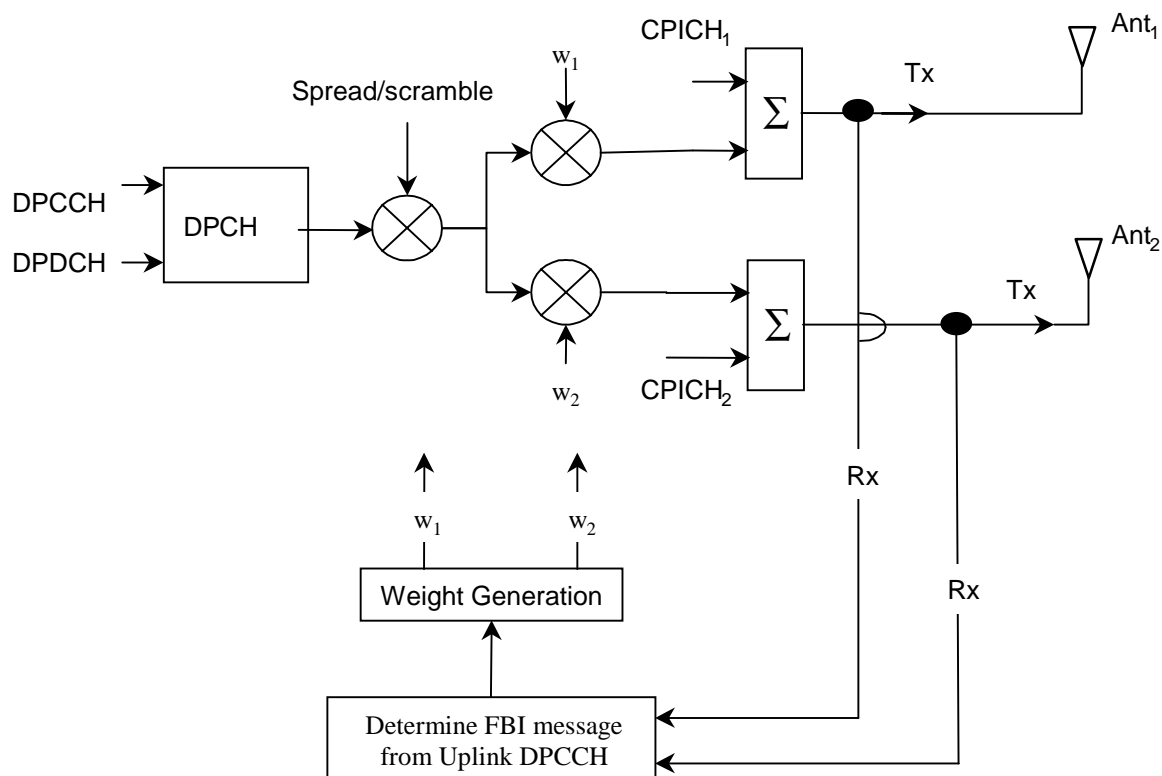 Ant1
CPICH1
w1
Tx
Spread/scramble
Σ
DPCCH
DPCH
DPDCH
Ant2
Tx
Σ
w2
CPICH2
Rx
w1
w2
Weight Generation
Rx
Determine FBI message
from Uplink DPCCH